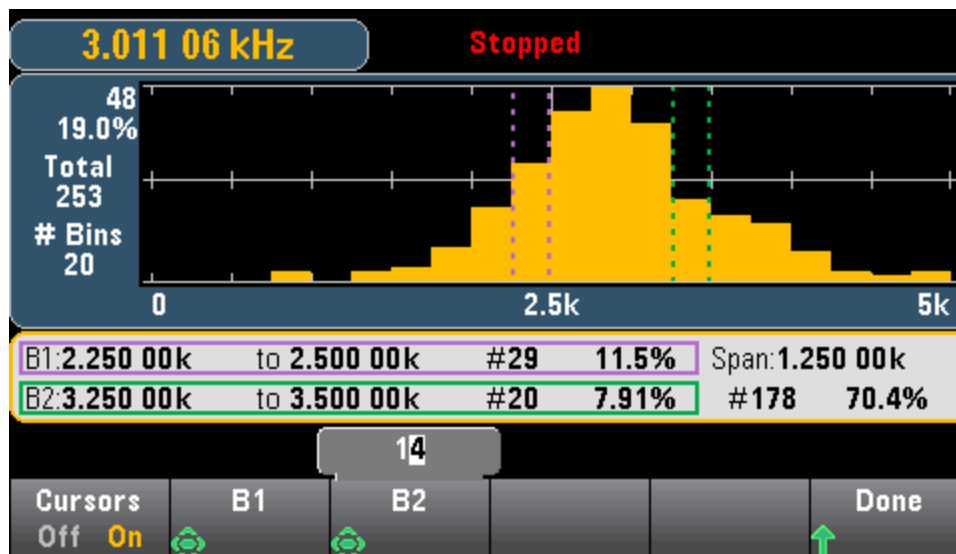 3.011 06 kHz
Stopped
48
19.0%
Total
253
# Bins
20
0 2.5k 5k
B1:2.250 00k to 2.500 00k #29 11.5% Span:1.250 00k
B2:3.250 00k to 3.500 00k #20 7.91% #178 70.4%
14
Cursors B1 B2 Done
Off On